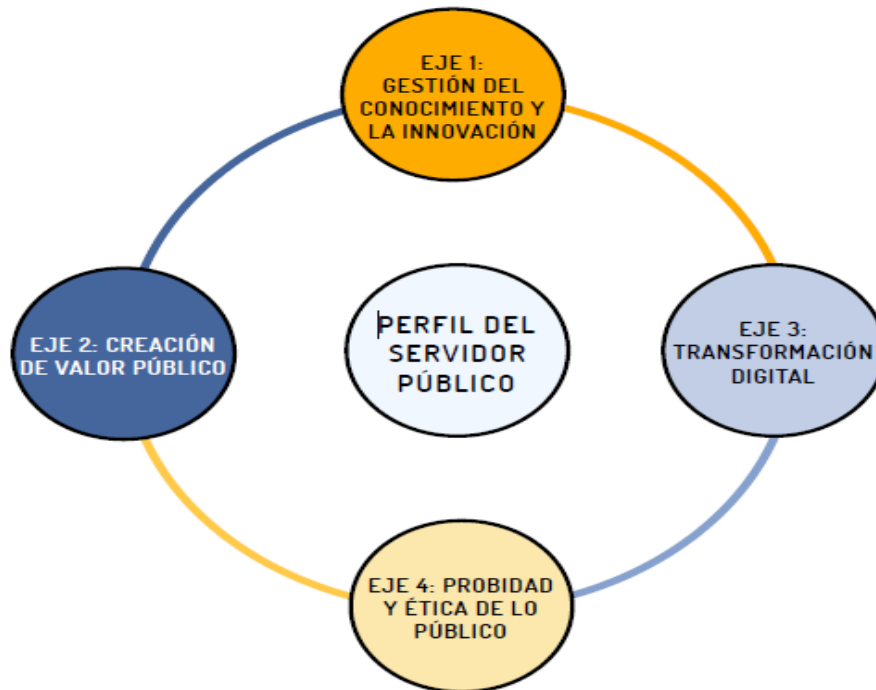 EJE 1:
GESTIÓN DEL
CONOCIMIENTO Y
LA INNOVACIÓN
EJE 2: CREACIÓN
DE VALOR PÚBLICO
PERFIL DEL
SERVIDOR
PÚBLICO
EJE 3:
TRANSFORMACIÓN
DIGITAL
EJE 4: PROBIDAD
Y ÉTICA DE LO
PÚBLICO